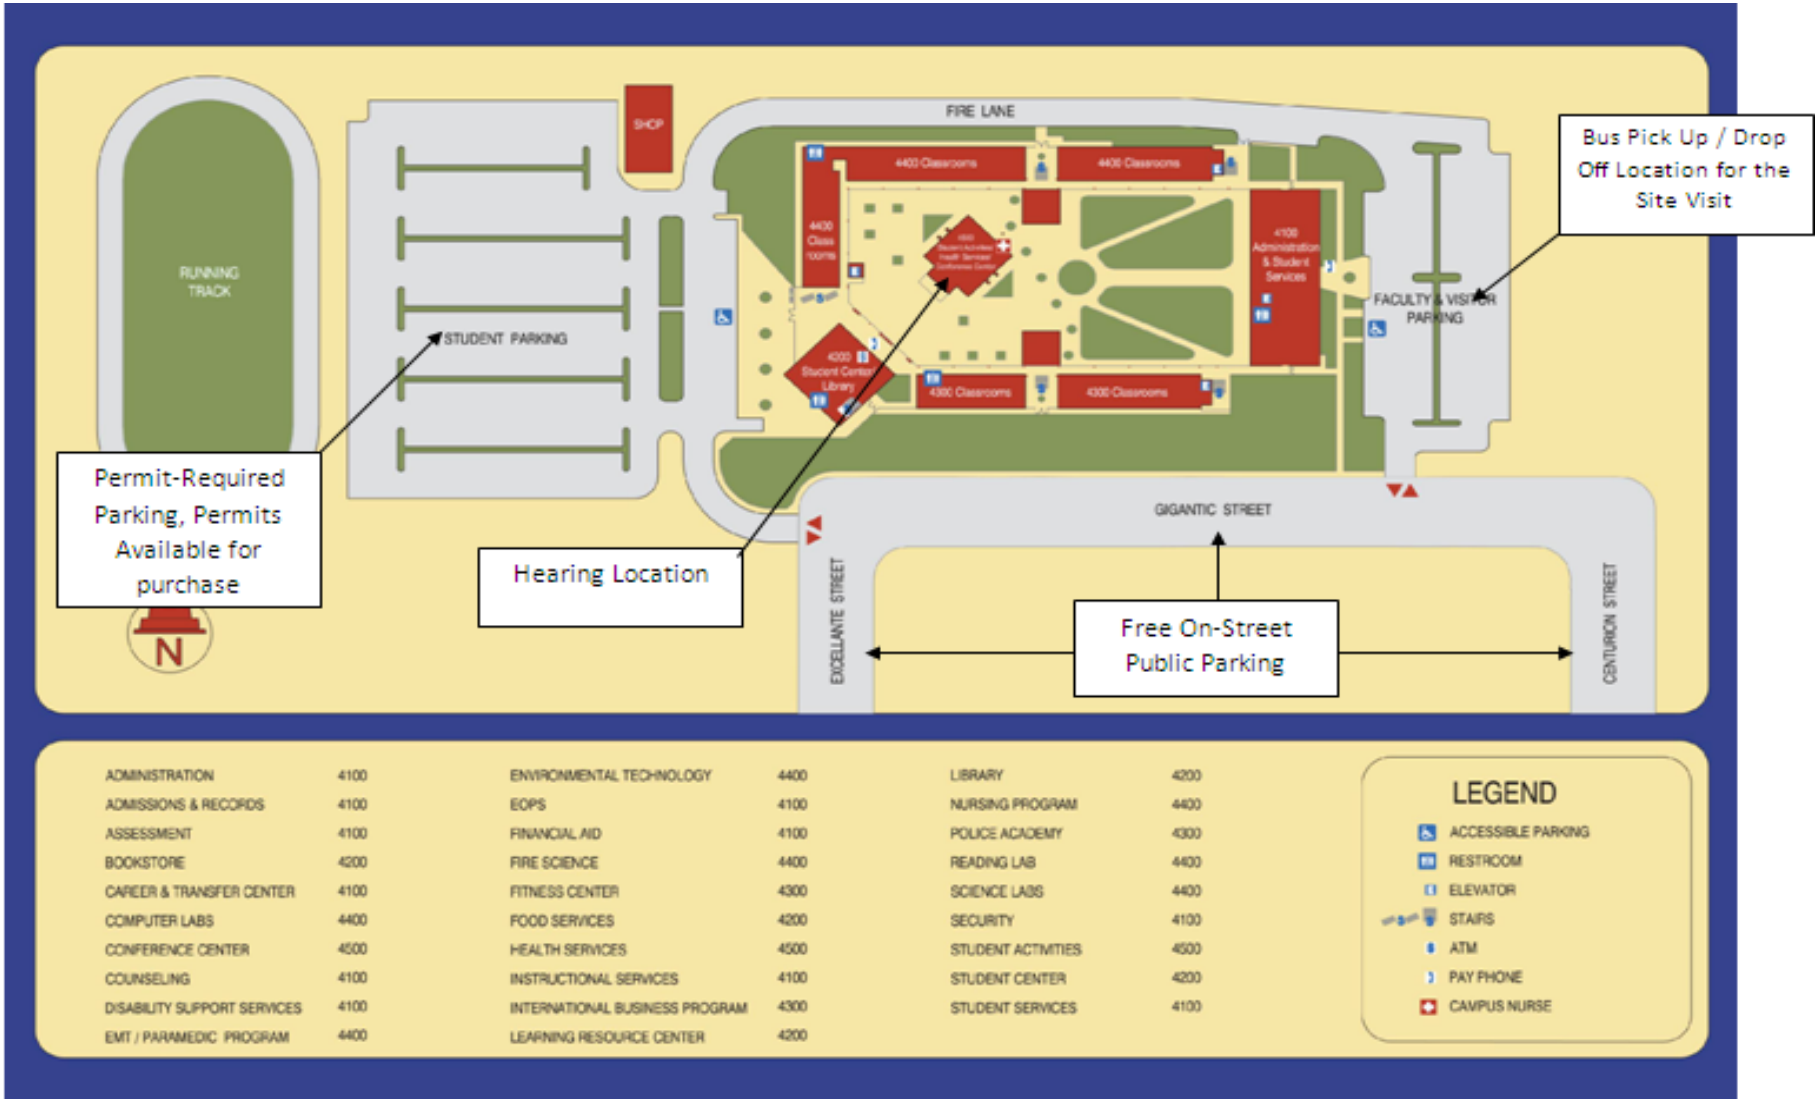 FIRE LANE
SHOP
Bus Pick Up / Drop
Off Location for the
Site Visit
4400 Classrooms
4400 Classrooms
4400
Class
rooms
4500
Student Activities/
Health Services/
Conference Center
4100
Administration
& Student
Services
RUNNING
TRACK
FACULTY & VISITOR
PARKING
STUDENT PARKING
4200
Student Center/
Library
4300 Classrooms
4300 Classrooms
Permit-Required
Parking, Permits
Available for
purchase
N
Hearing Location
GIGANTIC STREET
EXCELLANTE STREET
Free On-Street
Public Parking
CENTURION STREET
ADMINISTRATION 4100
ADMISSIONS & RECORDS 4100
ASSESSMENT 4100
BOOKSTORE 4200
CAREER & TRANSFER CENTER 4100
COMPUTER LABS 4400
CONFERENCE CENTER 4500
COUNSELING 4100
DISABILITY SUPPORT SERVICES 4100
EMT / PARAMEDIC PROGRAM 4400
ENVIRONMENTAL TECHNOLOGY 4400
EOPS 4100
FINANCIAL AID 4100
FIRE SCIENCE 4400
FITNESS CENTER 4300
FOOD SERVICES 4200
HEALTH SERVICES 4500
INSTRUCTIONAL SERVICES 4100
INTERNATIONAL BUSINESS PROGRAM 4300
LEARNING RESOURCE CENTER 4200
LIBRARY 4200
NURSING PROGRAM 4400
POLICE ACADEMY 4300
READING LAB 4400
SCIENCE LABS 4400
SECURITY 4100
STUDENT ACTIVITIES 4500
STUDENT CENTER 4200
STUDENT SERVICES 4100
LEGEND
ACCESSIBLE PARKING
RESTROOM
ELEVATOR
STAIRS
ATM
PAY PHONE
CAMPUS NURSE